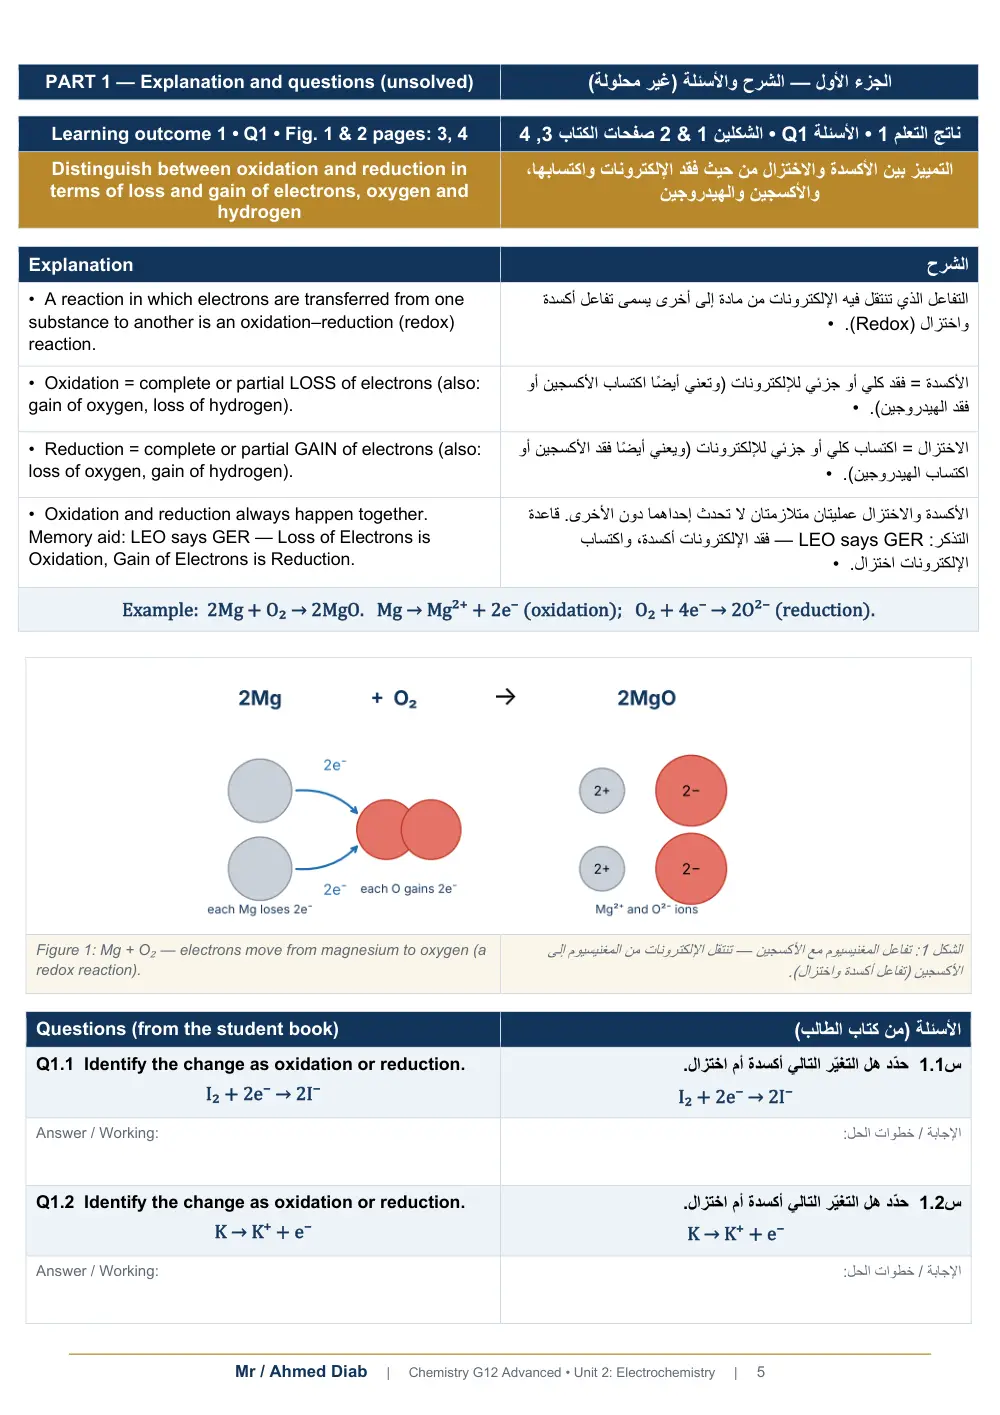 PART 1 — Explanation and questions (unsolved)
الجزء الأول — الشرح والأسئلة (غير محلولة)
Learning outcome 1 • Q1 • Fig. 1 & 2 pages: 3, 4
ناتج التعلم 1 • الأسئلة Q1 • الشكلين 1 & 2 صفحات الكتاب 3, 4
Distinguish between oxidation and reduction in
terms of loss and gain of electrons, oxygen and
hydrogen
التمييز بين الأكسدة والاختزال من حيث فقد الإلكترونات واكتسابها،
والأكسجين والهيدروجين
Explanation
الشرح
• A reaction in which electrons are transferred from one
substance to another is an oxidation–reduction (redox)
reaction.
التفاعل الذي تنتقل فيه الإلكترونات من مادة إلى أخرى يسمى تفاعل أكسدة
واختزال (Redox). •
• Oxidation = complete or partial LOSS of electrons (also:
gain of oxygen, loss of hydrogen).
الأكسدة = فقد كلي أو جزئي للإلكترونات (وتعني أيضًا اكتساب الأكسجين أو
فقد الهيدروجين). •
• Reduction = complete or partial GAIN of electrons (also:
loss of oxygen, gain of hydrogen).
الاختزال = اكتساب كلي أو جزئي للإلكترونات (ويعني أيضًا فقد الأكسجين أو
اكتساب الهيدروجين). •
• Oxidation and reduction always happen together.
Memory aid: LEO says GER — Loss of Electrons is
Oxidation, Gain of Electrons is Reduction.
الأكسدة والاختزال عمليتان متلازمتان لا تحدث إحداهما دون الأخرى. قاعدة
التذكر: LEO says GER — فقد الإلكترونات أكسدة، واكتساب
الإلكترونات اختزال. •
Example: 2Mg + O₂ → 2MgO. Mg → Mg²⁺ + 2e⁻ (oxidation); O₂ + 4e⁻ → 2O²⁻ (reduction).
2Mg + O₂ → 2MgO
2e⁻
2+ 2−
2+ 2−
2e⁻ each O gains 2e⁻
each Mg loses 2e⁻
Mg²⁺ and O²⁻ ions
Figure 1: Mg + O₂ — electrons move from magnesium to oxygen (a
redox reaction).
الشكل 1: تفاعل المغنيسيوم مع الأكسجين — تنتقل الإلكترونات من المغنيسيوم إلى
الأكسجين (تفاعل أكسدة واختزال).
Questions (from the student book)
الأسئلة (من كتاب الطالب)
Q1.1 Identify the change as oxidation or reduction.
I₂ + 2e⁻ → 2I⁻
س1.1 حدّد هل التغيّر التالي أكسدة أم اختزال.
I₂ + 2e⁻ → 2I⁻
Answer / Working:
الإجابة / خطوات الحل:
Q1.2 Identify the change as oxidation or reduction.
K → K⁺ + e⁻
س1.2 حدّد هل التغيّر التالي أكسدة أم اختزال.
K → K⁺ + e⁻
Answer / Working:
الإجابة / خطوات الحل:
Mr / Ahmed Diab | Chemistry G12 Advanced • Unit 2: Electrochemistry | 5